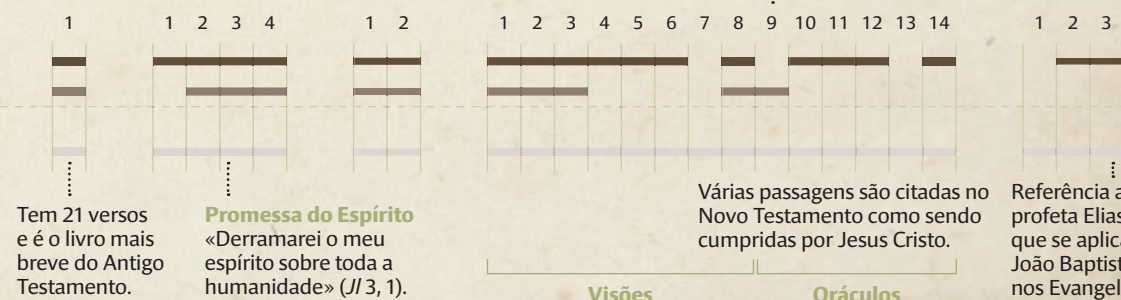 1
1 2 3 4
1 2
1 2 3 4 5 6 7 8 9 10 11 12 13 14
1 2 3
Tem 21 versos
e é o livro mais
breve do Antigo
Testamento.
Promessa do Espírito
«Derramarei o meu
espírito sobre toda a
humanidade» (Jl 3, 1).
Várias passagens são citadas no
Novo Testamento como sendo
cumpridas por Jesus Cristo.
Visões
Oráculos
Referência a
profeta Elias
que se aplica
João Baptist
nos Evangel